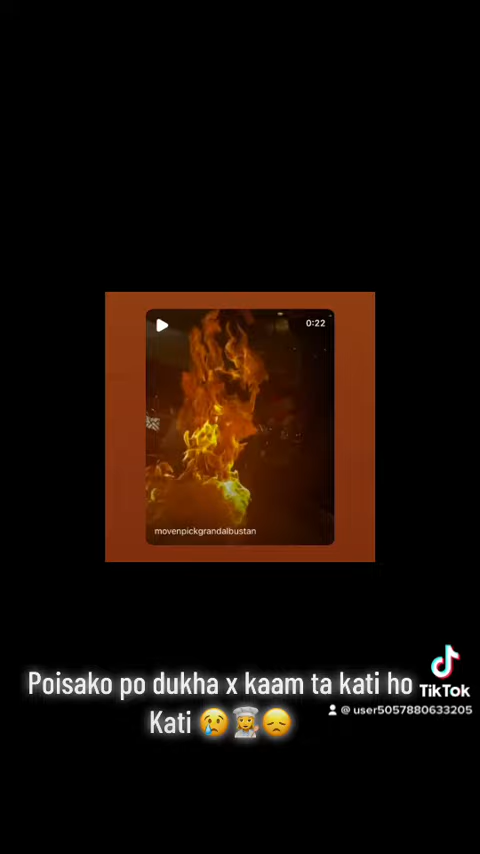 0:22
movenpickgrandalbustan
Poisako po dukha x kaam ta kati ho
Kati 😢👩‍🍳😞
TikTok
@ user5057880633205